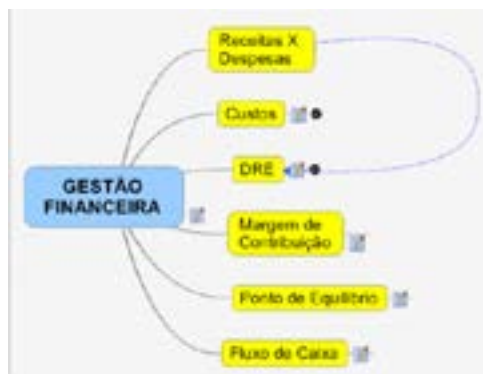 Receitas X
Despesas
Custos
DRE
GESTÃO
FINANCEIRA
Margem de
Contribuição
Ponto de Equilíbrio
Fluxo de Caixa